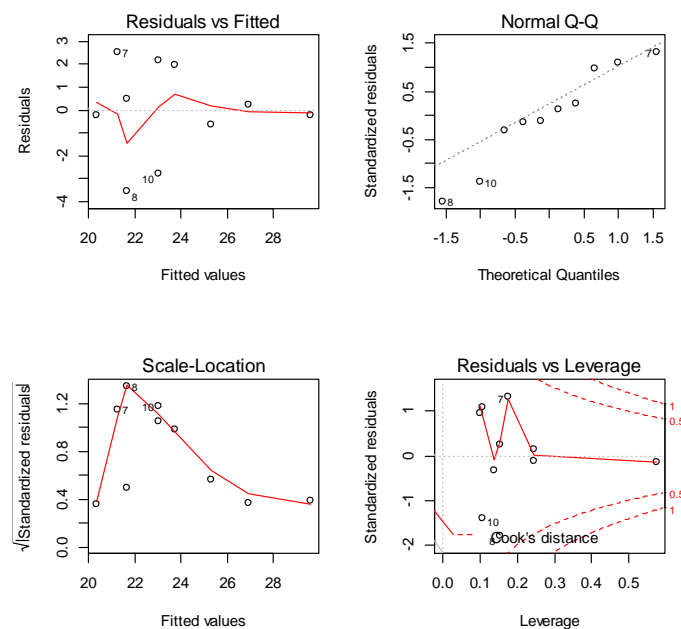 Residuals vs Fitted
Residuals
3
2
1
0
-2
-4
7
8
10
20 22 24 26 28
Fitted values
Normal Q-Q
Standardized residuals
1.5
0.5
-0.5
-1.5
7
8
10
-1.5 -0.5 0.5 1.0 1.5
Theoretical Quantiles
Scale-Location
√|Standardized residuals|
1.2
0.8
0.4
0.0
8
7
10
20 22 24 26 28
Fitted values
Residuals vs Leverage
Standardized residuals
1
0
-1
-2
7
10
8
Cook's distance
1
0.5
0.5
1
0.0 0.1 0.2 0.3 0.4 0.5
Leverage